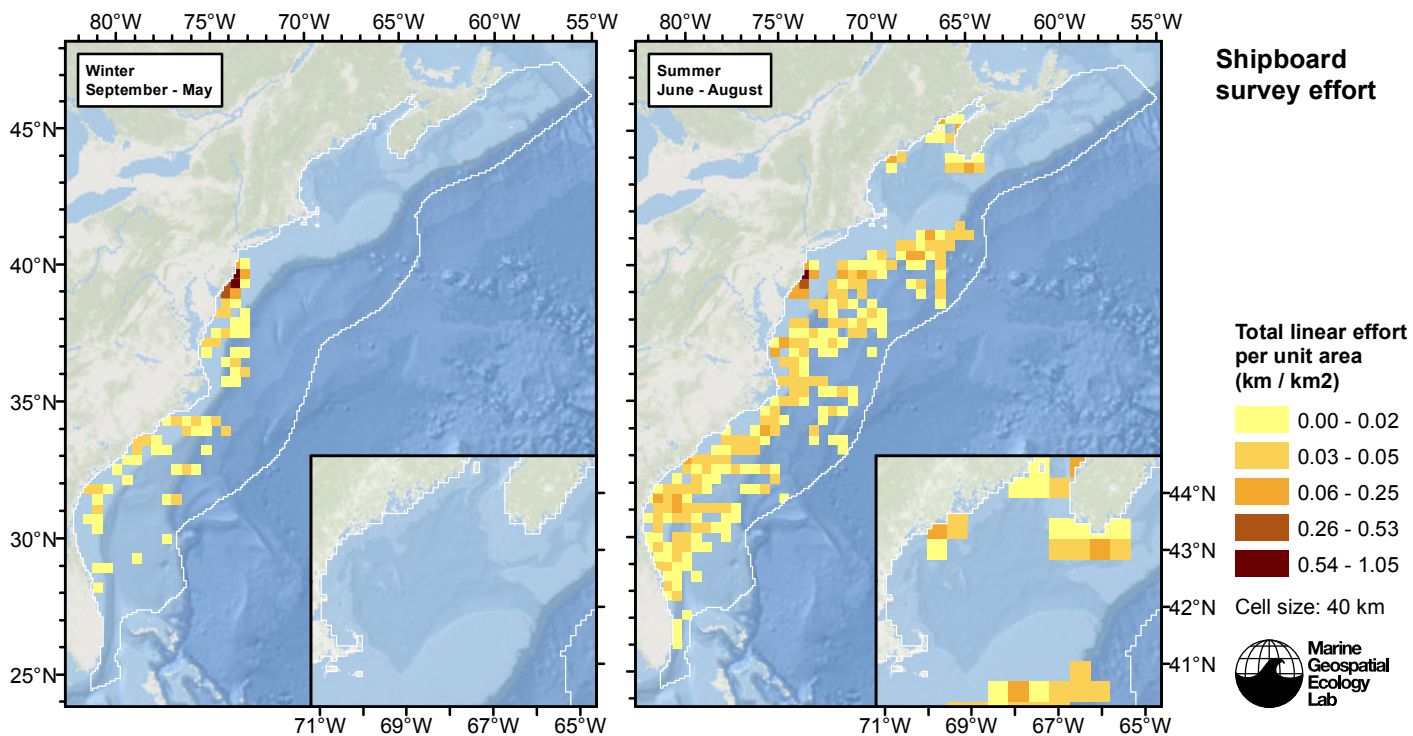 80°W 75°W 70°W 65°W 60°W 55°W
80°W 75°W 70°W 65°W 60°W 55°W
Winter
September - May
Summer
June - August
Shipboard
survey effort
45°N
40°N
35°N
30°N
25°N
44°N
43°N
42°N
41°N
71°W 69°W 67°W 65°W
71°W 69°W 67°W 65°W
Total linear effort
per unit area
(km / km2)
0.00 - 0.02
0.03 - 0.05
0.06 - 0.25
0.26 - 0.53
0.54 - 1.05
Cell size: 40 km
Marine
Geospatial
Ecology
Lab